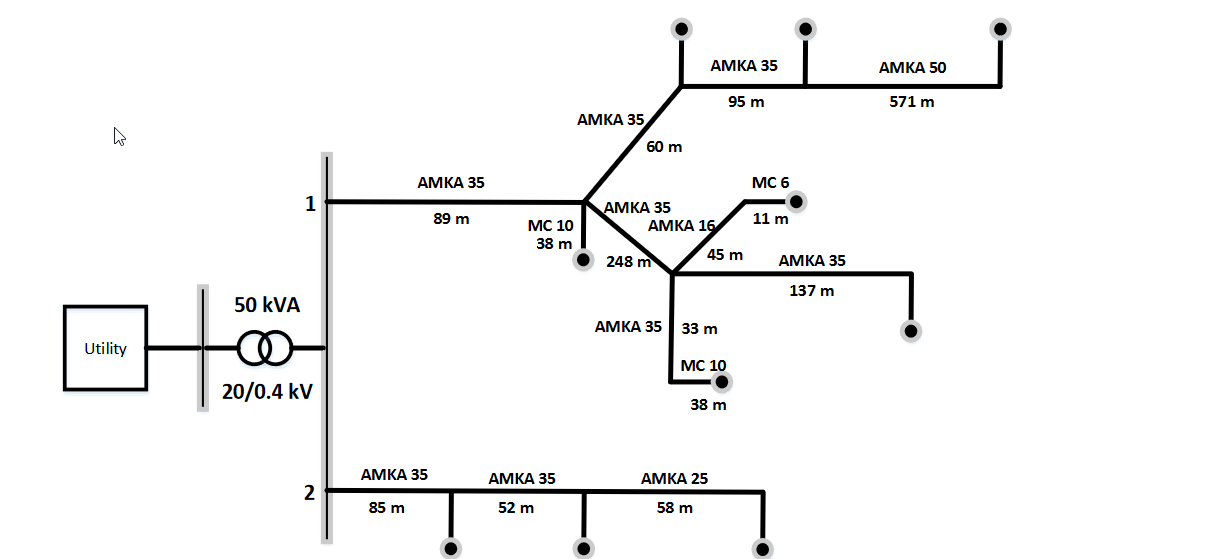 AMKA 35
AMKA 50
95 m
571 m
AMKA 35
60 m
AMKA 35
MC 6
1
AMKA 35
89 m
MC 10
AMKA 16
11 m
38 m
248 m
45 m
AMKA 35
137 m
50 kVA
AMKA 35
33 m
Utility
MC 10
20/0.4 kV
38 m
AMKA 35
AMKA 35
AMKA 25
2
85 m
52 m
58 m